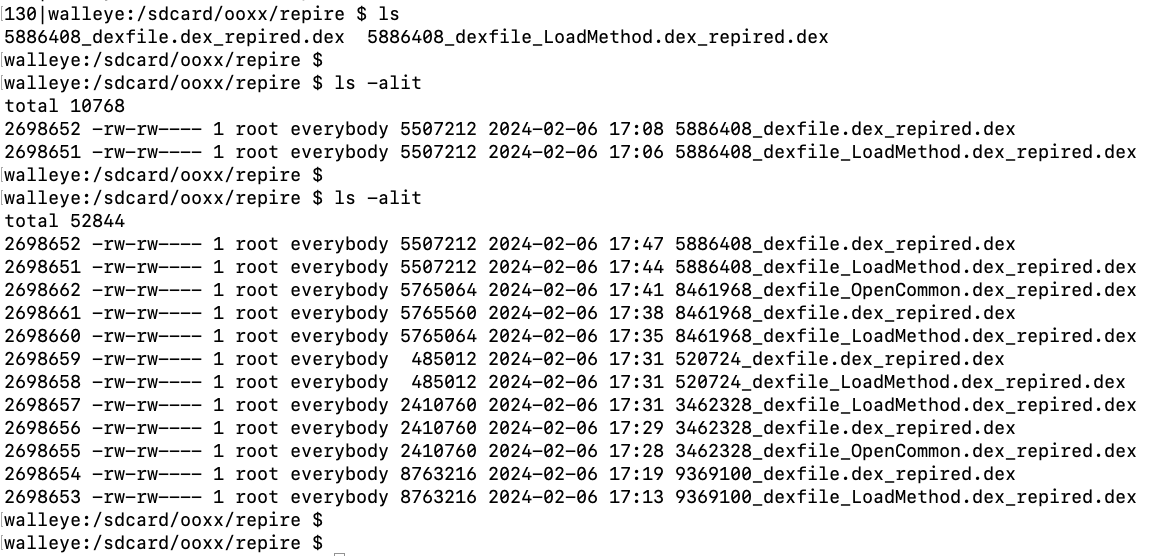 130|walleye:/sdcard/ooxx/repire $ ls
5886408_dexfile.dex_repired.dex  5886408_dexfile_LoadMethod.dex_repired.dex
walleye:/sdcard/ooxx/repire $
walleye:/sdcard/ooxx/repire $ ls -alit
total 10768
2698652 -rw-rw---- 1 root everybody 5507212 2024-02-06 17:08 5886408_dexfile.dex_repired.dex
2698651 -rw-rw---- 1 root everybody 5507212 2024-02-06 17:06 5886408_dexfile_LoadMethod.dex_repired.dex
walleye:/sdcard/ooxx/repire $
walleye:/sdcard/ooxx/repire $ ls -alit
total 52844
2698652 -rw-rw---- 1 root everybody 5507212 2024-02-06 17:47 5886408_dexfile.dex_repired.dex
2698651 -rw-rw---- 1 root everybody 5507212 2024-02-06 17:44 5886408_dexfile_LoadMethod.dex_repired.dex
2698662 -rw-rw---- 1 root everybody 5765064 2024-02-06 17:41 8461968_dexfile_OpenCommon.dex_repired.dex
2698661 -rw-rw---- 1 root everybody 5765560 2024-02-06 17:38 8461968_dexfile.dex_repired.dex
2698660 -rw-rw---- 1 root everybody 5765064 2024-02-06 17:35 8461968_dexfile_LoadMethod.dex_repired.dex
2698659 -rw-rw---- 1 root everybody  485012 2024-02-06 17:31 520724_dexfile.dex_repired.dex
2698658 -rw-rw---- 1 root everybody  485012 2024-02-06 17:31 520724_dexfile_LoadMethod.dex_repired.dex
2698657 -rw-rw---- 1 root everybody 2410760 2024-02-06 17:31 3462328_dexfile_LoadMethod.dex_repired.dex
2698656 -rw-rw---- 1 root everybody 2410760 2024-02-06 17:29 3462328_dexfile.dex_repired.dex
2698655 -rw-rw---- 1 root everybody 2410760 2024-02-06 17:28 3462328_dexfile_OpenCommon.dex_repired.dex
2698654 -rw-rw---- 1 root everybody 8763216 2024-02-06 17:19 9369100_dexfile.dex_repired.dex
2698653 -rw-rw---- 1 root everybody 8763216 2024-02-06 17:13 9369100_dexfile_LoadMethod.dex_repired.dex
walleye:/sdcard/ooxx/repire $
walleye:/sdcard/ooxx/repire $